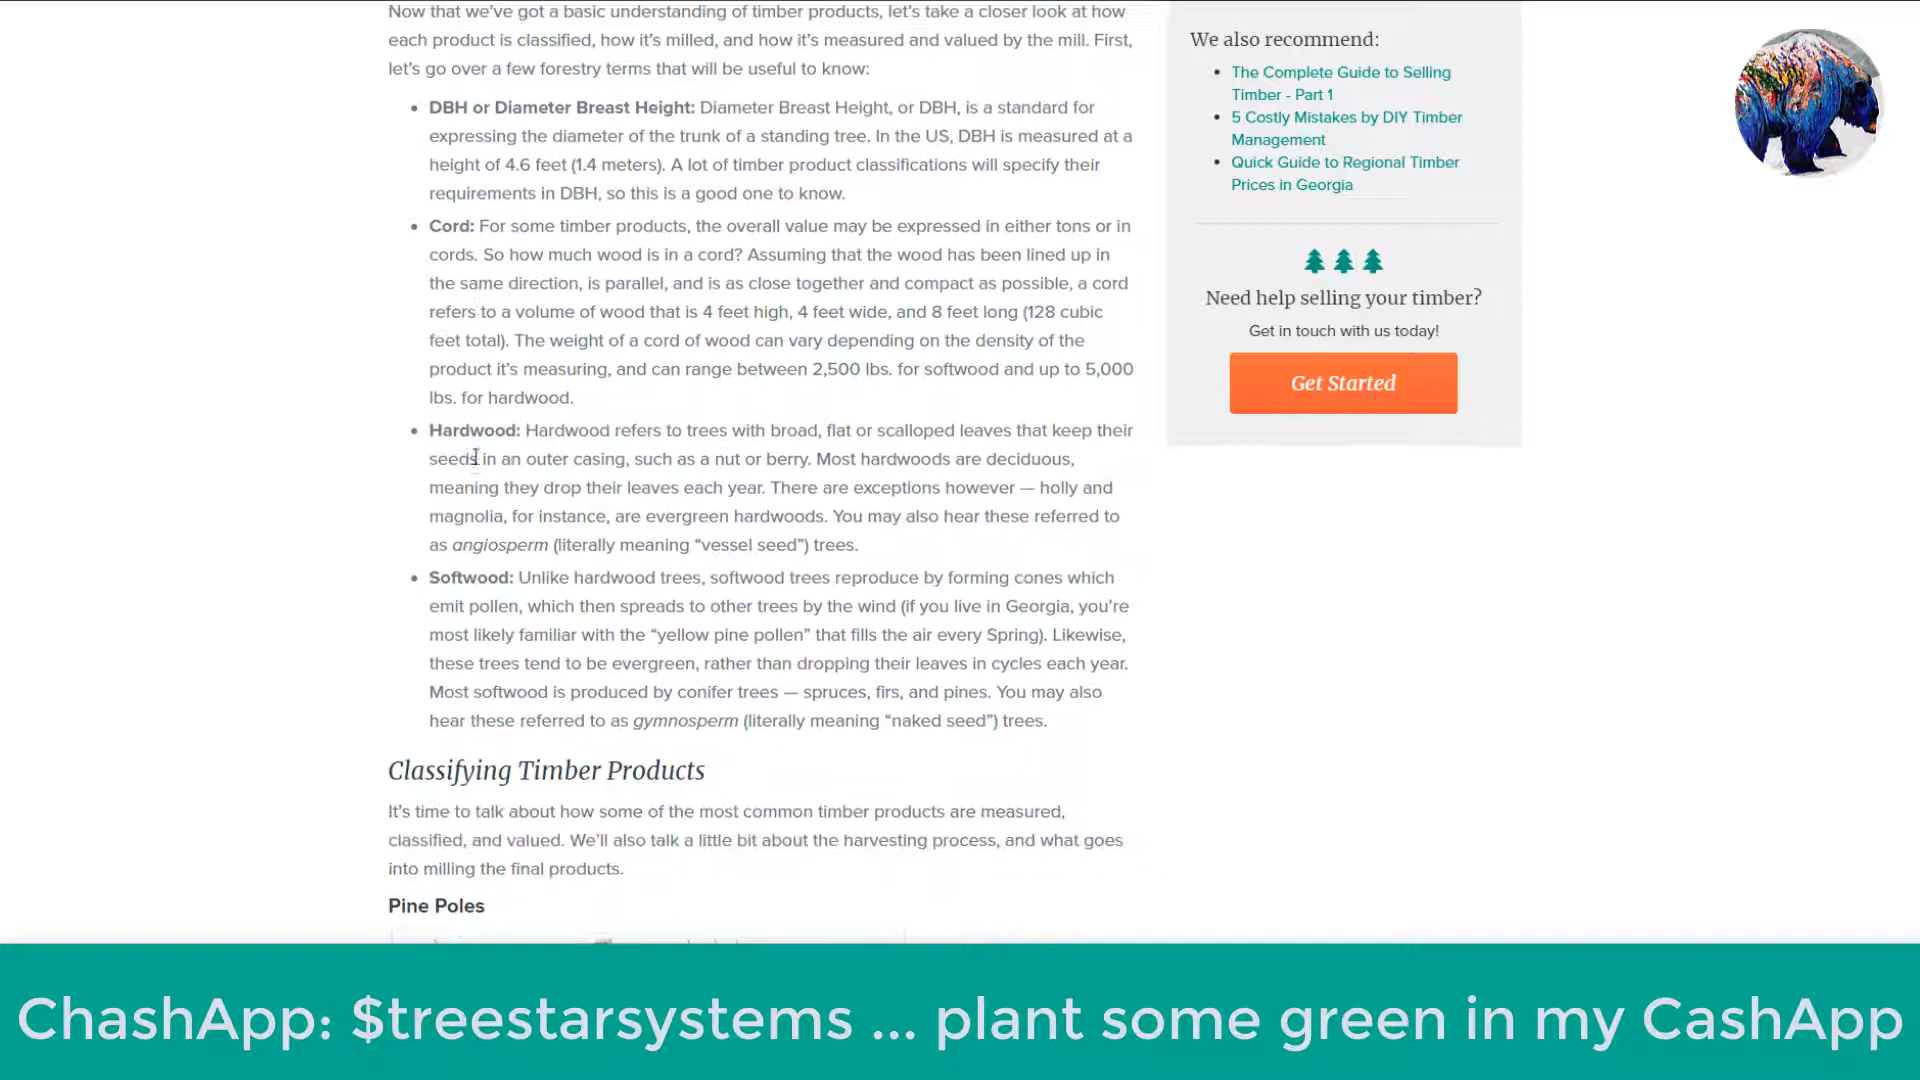 Now that we’ve got a basic understanding of timber products, let’s take a closer look at how
each product is classified, how it’s milled, and how it’s measured and valued by the mill. First,
let’s go over a few forestry terms that will be useful to know:
DBH or Diameter Breast Height: Diameter Breast Height, or DBH, is a standard for
expressing the diameter of the trunk of a standing tree. In the US, DBH is measured at a
height of 4.6 feet (1.4 meters). A lot of timber product classifications will specify their
requirements in DBH, so this is a good one to know.
Cord: For some timber products, the overall value may be expressed in either tons or in
cords. So how much wood is in a cord? Assuming that the wood has been lined up in
the same direction, is parallel, and is as close together and compact as possible, a cord
refers to a volume of wood that is 4 feet high, 4 feet wide, and 8 feet long (128 cubic
feet total). The weight of a cord of wood can vary depending on the density of the
product it’s measuring, and can range between 2,500 lbs. for softwood and up to 5,000
lbs. for hardwood.
Hardwood: Hardwood refers to trees with broad, flat or scalloped leaves that keep their
seeds in an outer casing, such as a nut or berry. Most hardwoods are deciduous,
meaning they drop their leaves each year. There are exceptions however — holly and
magnolia, for instance, are evergreen hardwoods. You may also hear these referred to
as angiosperm (literally meaning “vessel seed”) trees.
Softwood: Unlike hardwood trees, softwood trees reproduce by forming cones which
emit pollen, which then spreads to other trees by the wind (if you live in Georgia, you’re
most likely familiar with the “yellow pine pollen” that fills the air every Spring). Likewise,
these trees tend to be evergreen, rather than dropping their leaves in cycles each year.
Most softwood is produced by conifer trees — spruces, firs, and pines. You may also
hear these referred to as gymnosperm (literally meaning “naked seed”) trees.
Classifying Timber Products
It’s time to talk about how some of the most common timber products are measured,
classified, and valued. We’ll also talk a little bit about the harvesting process, and what goes
into milling the final products.
Pine Poles
We also recommend:
The Complete Guide to Selling
Timber - Part 1
5 Costly Mistakes by DIY Timber
Management
Quick Guide to Regional Timber
Prices in Georgia
Need help selling your timber?
Get in touch with us today!
Get Started
ChashApp: $treestarsystems ... plant some green in my CashApp